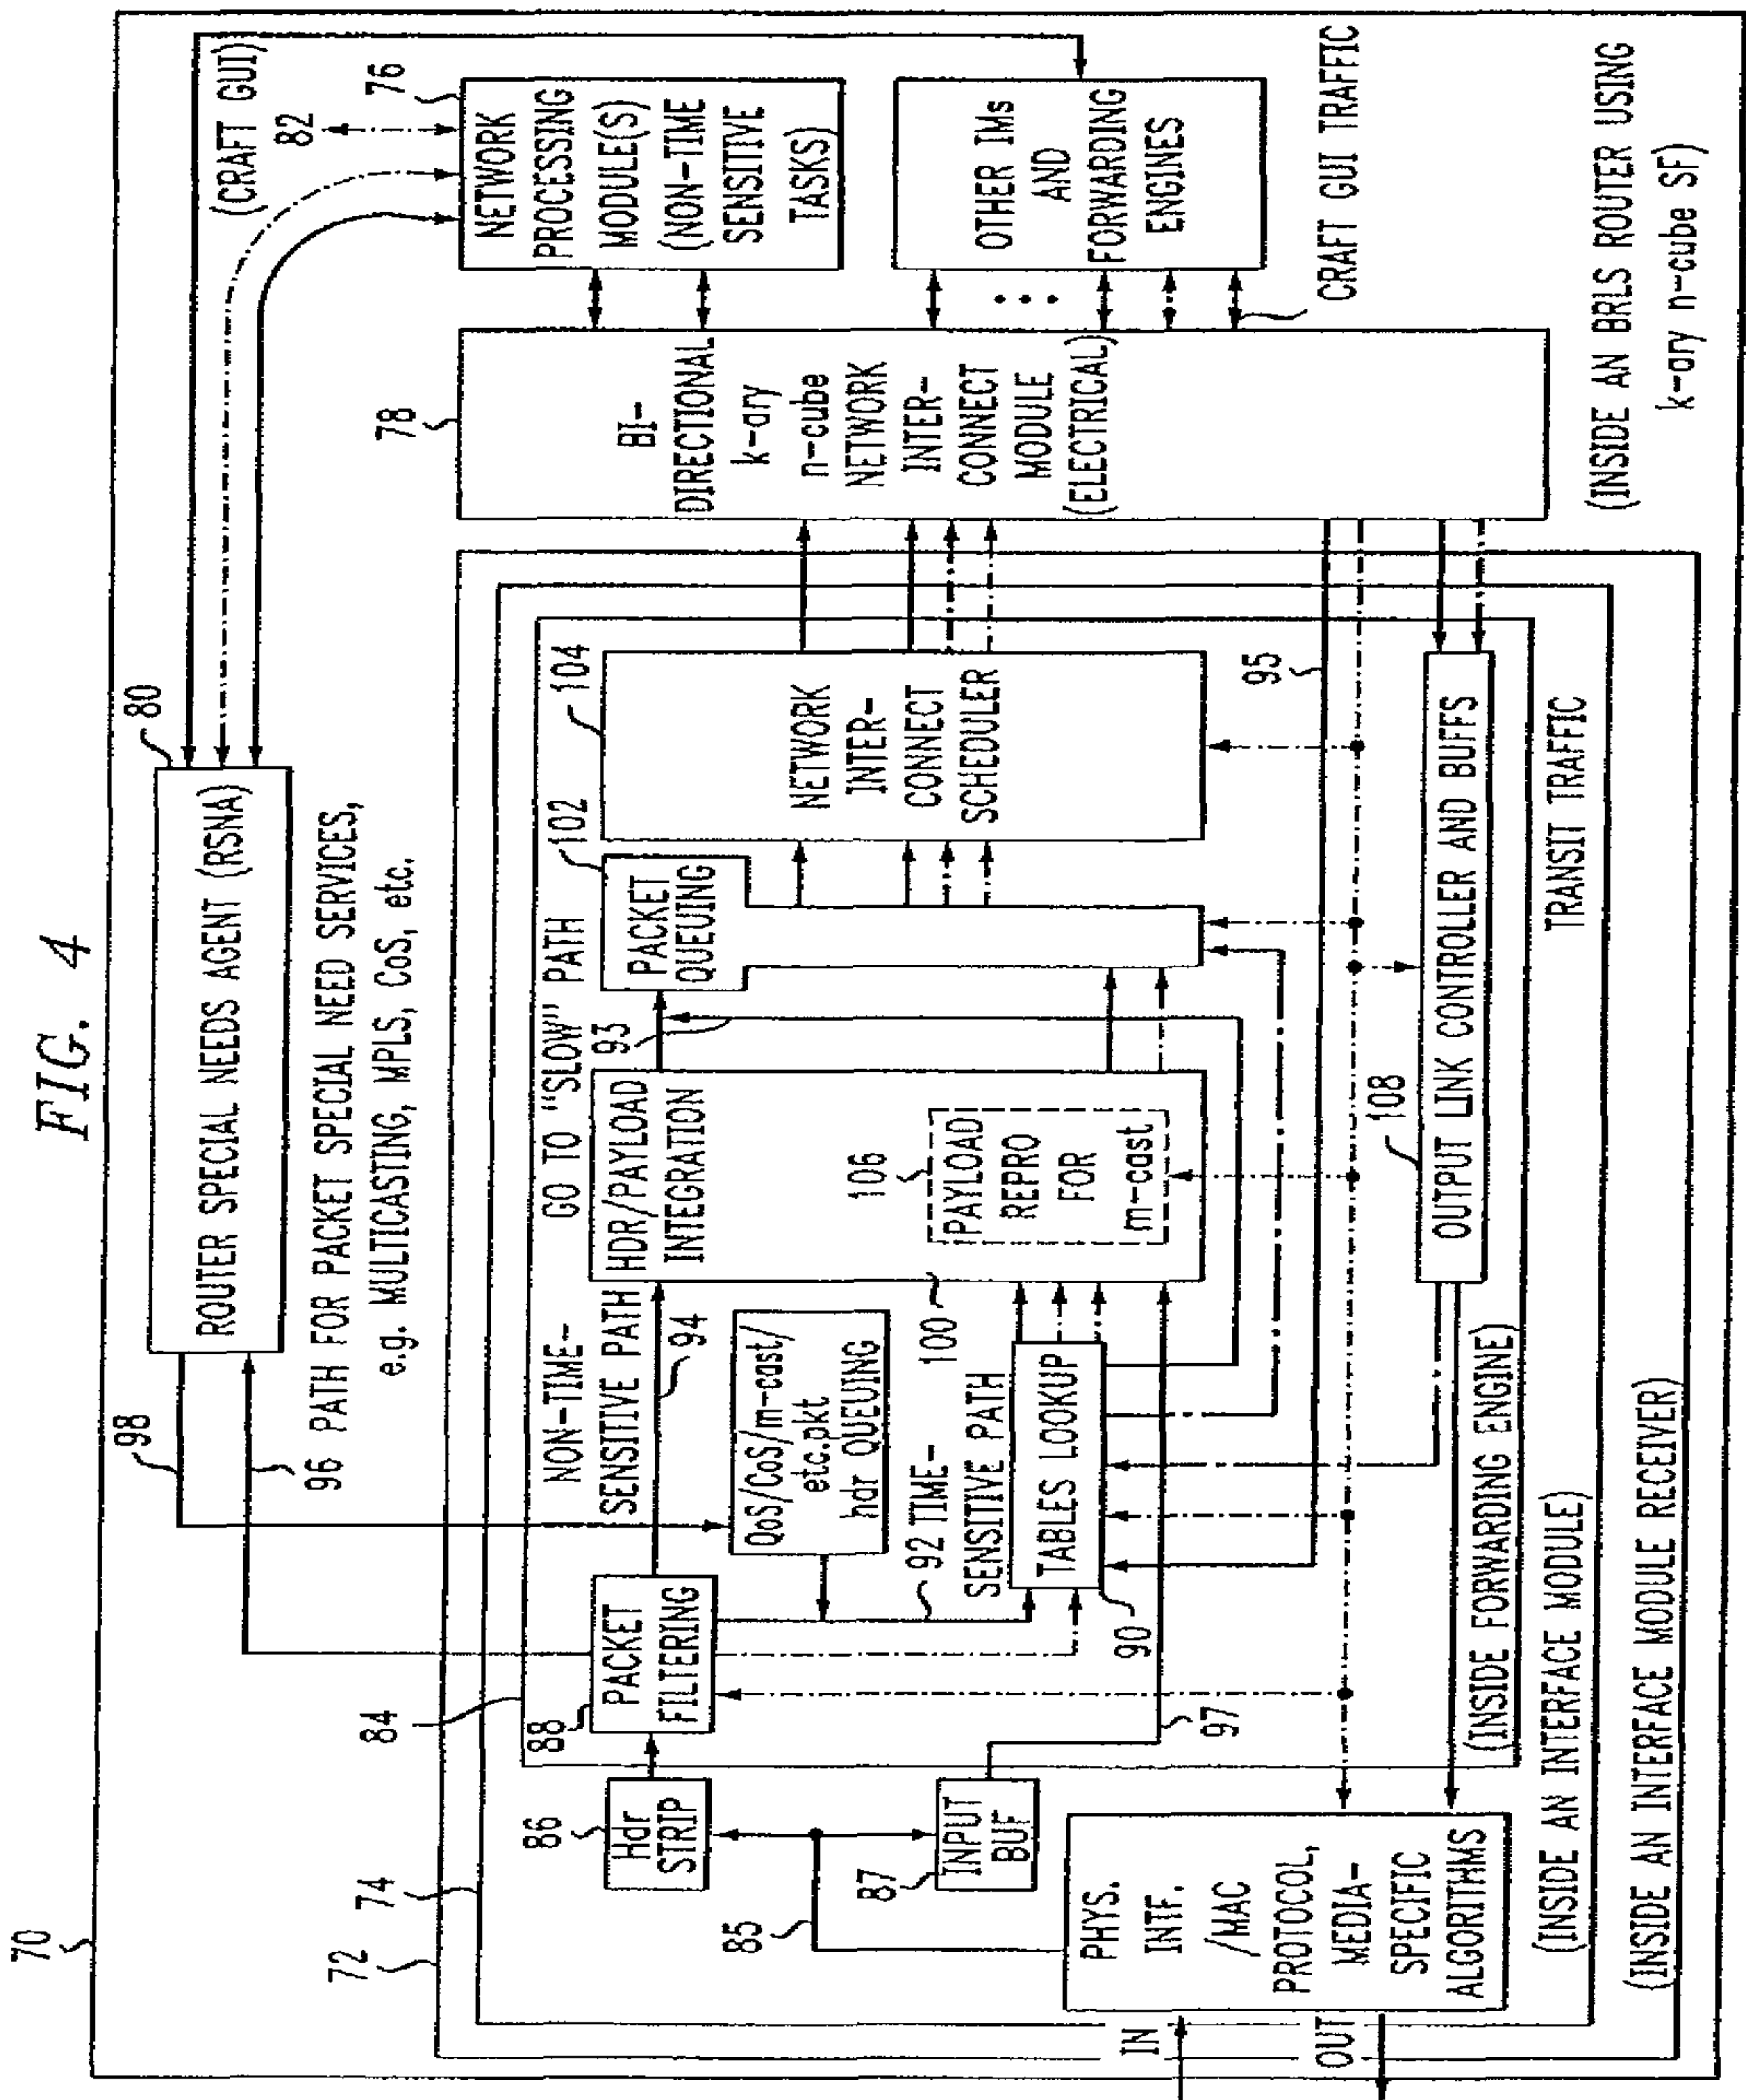 FIG. 4
70
72
74
84
98
80
ROUTER SPECIAL NEEDS AGENT (RSNA)
(CRAFT GUI)
82
76
96 PATH FOR PACKET SPECIAL NEED SERVICES,
e.g. MULTICASTING, MPLS, CoS, etc.
NETWORK
PROCESSING
MODULE(S)
(NON-TIME
SENSITIVE
TASKS)
78
BI-
DIRECTIONAL
k-ary
n-cube
NETWORK
INTER-
CONNECT
MODULE
(ELECTRICAL)
OTHER IMs
AND
FORWARDING
ENGINES
CRAFT GUI TRAFFIC
NON-TIME-
SENSITIVE PATH
94
GO TO "SLOW" PATH
93
102
PACKET
QUEUING
104
NETWORK
INTER-
CONNECT
SCHEDULER
HDR/PAYLOAD
INTEGRATION
100
106
PAYLOAD
REPRO
FOR
m-cast
86
Hdr
STRIP
88
PACKET
FILTERING
QoS/CoS/m-cast/
etc.pkt
hdr QUEUING
92 TIME-
SENSITIVE PATH
TABLES LOOKUP
90
85
87
INPUT
BUF
97
95
PHYS.
INTF.
/MAC
PROTOCOL,
MEDIA-
SPECIFIC
ALGORITHMS
IN
OUT
108
OUTPUT LINK CONTROLLER AND BUFFS
(INSIDE FORWARDING ENGINE)
TRANSIT TRAFFIC
(INSIDE AN INTERFACE MODULE)
(INSIDE AN INTERFACE MODULE RECEIVER)
(INSIDE AN BRLS ROUTER USING
k-ary n-cube SF)